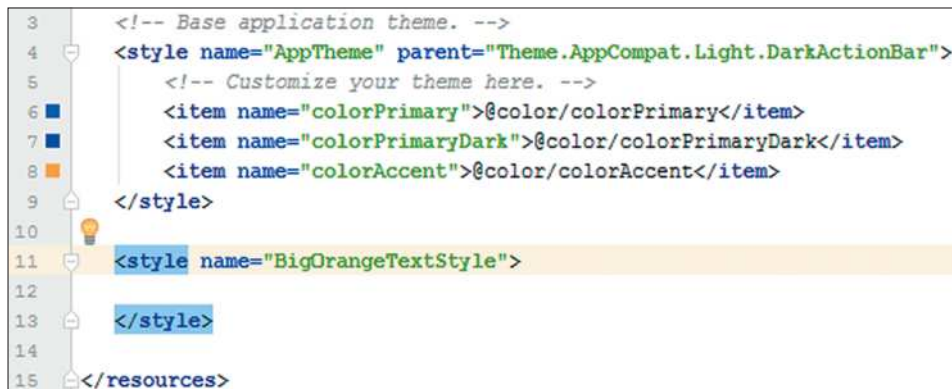 3 <!-- Base application theme. -->
4 <style name="AppTheme" parent="Theme.AppCompat.Light.DarkActionBar">
5 <!-- Customize your theme here. -->
6 <item name="colorPrimary">@color/colorPrimary</item>
7 <item name="colorPrimaryDark">@color/colorPrimaryDark</item>
8 <item name="colorAccent">@color/colorAccent</item>
9 </style>
10
11 <style name="BigOrangeTextStyle">
12
13 </style>
14
15 </resources>